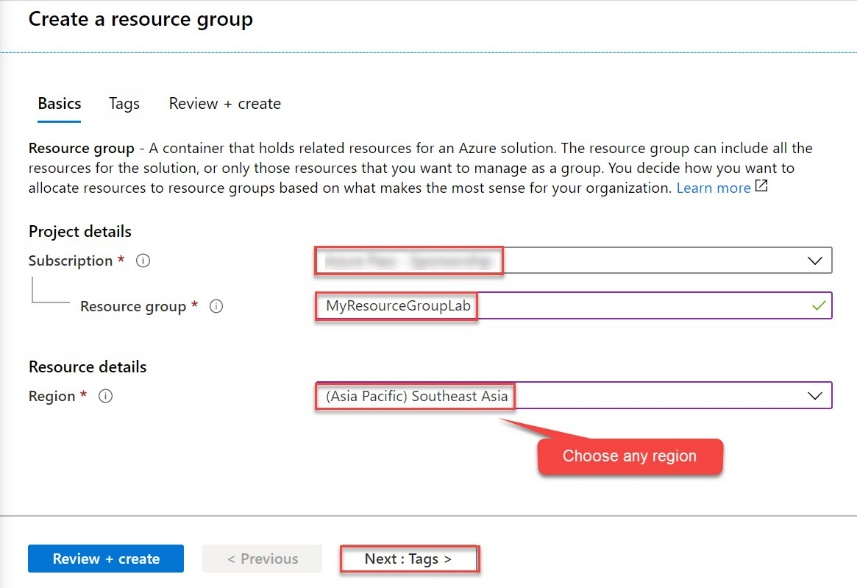 Create a resource group
Basics Tags Review + create
Resource group - A container that holds related resources for an Azure solution. The resource group can include all the
resources for the solution, or only those resources that you want to manage as a group. You decide how you want to
allocate resources to resource groups based on what makes the most sense for your organization. Learn more
Project details
Subscription *
Resource group * MyResourceGroupLab
Resource details
Region * (Asia Pacific) Southeast Asia
Choose any region
Review + create < Previous Next : Tags >